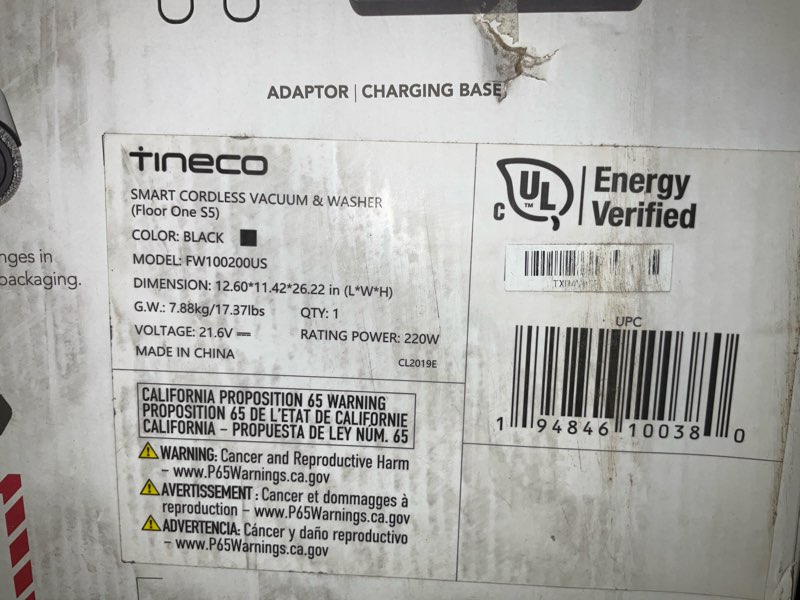 ADAPTOR | CHARGING BASE
Tineco
SMART CORDLESS VACUUM & WASHER
(Floor One S5)
COLOR: BLACK
MODEL: FW100200US
DIMENSION: 12.60*11.42*26.22 in (L*W*H)
G.W.: 7.88kg/17.37lbs QTY: 1
VOLTAGE: 21.6V⎓ RATING POWER: 220W
MADE IN CHINA
CL2019E
CALIFORNIA PROPOSITION 65 WARNING
PROPOSITION 65 DE L'ETAT DE CALIFORNIE
CALIFORNIA – PROPUESTA DE LEY NÚM. 65
WARNING: Cancer and Reproductive Harm
– www.P65Warnings.ca.gov
AVERTISSEMENT : Cancer et dommages à
reproduction – www.P65Warnings.ca.gov
ADVERTENCIA: Cáncer y daño reproductivo
– www.P65Warnings.ca.gov
C UL TM Energy
Verified
UPC
1 94846 10038 0
nges in
packaging.